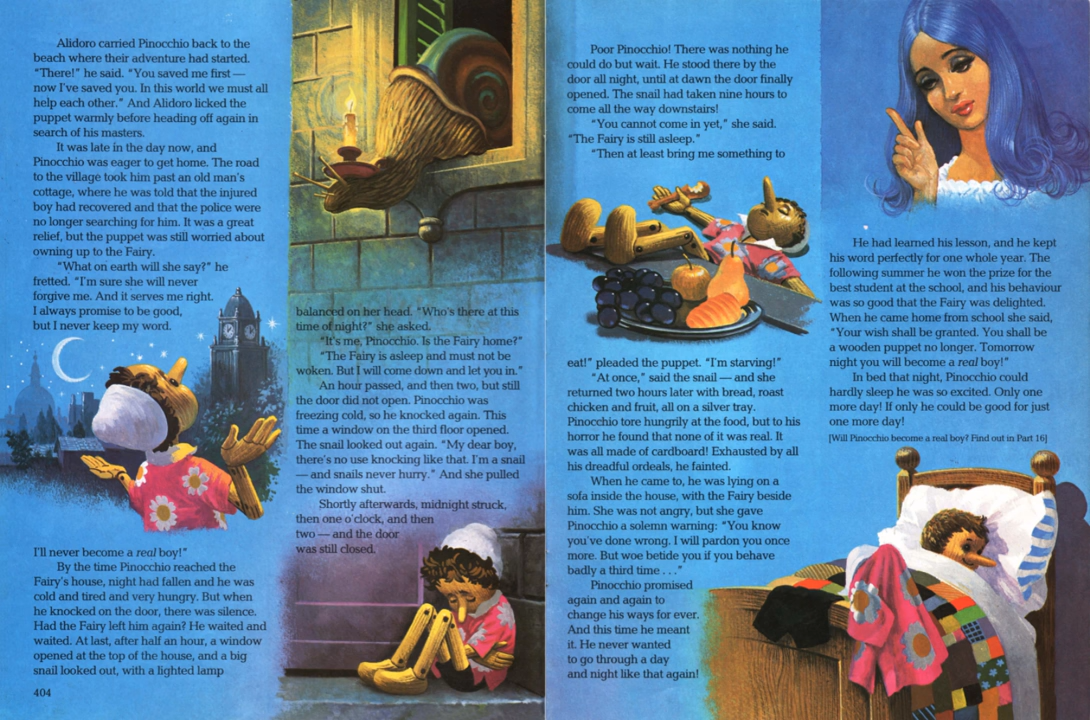 Alidoro carried Pinocchio back to the
beach where their adventure had started.
"There!" he said. "You saved me first —
now I've saved you. In this world we must all
help each other." And Alidoro licked the
puppet warmly before heading off again in
search of his masters.
It was late in the day now, and
Pinocchio was eager to get home. The road
to the village took him past an old man's
cottage, where he was told that the injured
boy had recovered and that the police were
no longer searching for him. It was a great
relief, but the puppet was still worried about
owning up to the Fairy.
"What on earth will she say?" he
fretted. "I'm sure she will never
forgive me. And it serves me right.
I always promise to be good,
but I never keep my word.
I'll never become a real boy!"
By the time Pinocchio reached the
Fairy's house, night had fallen and he was
cold and tired and very hungry. But when
he knocked on the door, there was silence.
Had the Fairy left him again? He waited and
waited. At last, after half an hour, a window
opened at the top of the house, and a big
snail looked out, with a lighted lamp
404
balanced on her head. "Who's there at this
time of night?" she asked.
"It's me, Pinocchio. Is the Fairy home?"
"The Fairy is asleep and must not be
woken. But I will come down and let you in."
An hour passed, and then two, but still
the door did not open. Pinocchio was
freezing cold, so he knocked again. This
time a window on the third floor opened.
The snail looked out again. "My dear boy,
there's no use knocking like that. I'm a snail
— and snails never hurry." And she pulled
the window shut.
Shortly afterwards, midnight struck,
then one o'clock, and then
two — and the door
was still closed.
Poor Pinocchio! There was nothing he
could do but wait. He stood there by the
door all night, until at dawn the door finally
opened. The snail had taken nine hours to
come all the way downstairs!
"You cannot come in yet," she said.
"The Fairy is still asleep."
"Then at least bring me something to
eat!" pleaded the puppet. "I'm starving!"
"At once," said the snail — and she
returned two hours later with bread, roast
chicken and fruit, all on a silver tray.
Pinocchio tore hungrily at the food, but to his
horror he found that none of it was real. It
was all made of cardboard! Exhausted by all
his dreadful ordeals, he fainted.
When he came to, he was lying on a
sofa inside the house, with the Fairy beside
him. She was not angry, but she gave
Pinocchio a solemn warning: "You know
you've done wrong. I will pardon you once
more. But woe betide you if you behave
badly a third time . . ."
Pinocchio promised
again and again to
change his ways for ever.
And this time he meant
it. He never wanted
to go through a day
and night like that again!
He had learned his lesson, and he kept
his word perfectly for one whole year. The
following summer he won the prize for the
best student at the school, and his behaviour
was so good that the Fairy was delighted.
When he came home from school she said,
"Your wish shall be granted. You shall be
a wooden puppet no longer. Tomorrow
night you will become a real boy!"
In bed that night, Pinocchio could
hardly sleep he was so excited. Only one
more day! If only he could be good for just
one more day!
[Will Pinocchio become a real boy? Find out in Part 16]